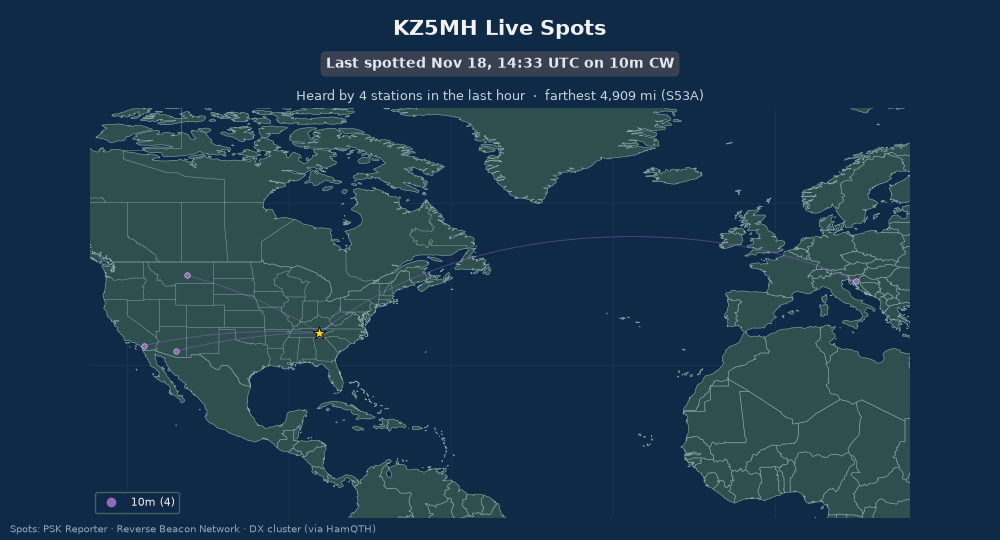 KZ5MH Live Spots
Last spotted Nov 18, 14:33 UTC on 10m CW
Heard by 4 stations in the last hour · farthest 4,909 mi (S53A)
10m (4)
Spots: PSK Reporter · Reverse Beacon Network · DX cluster (via HamQTH)